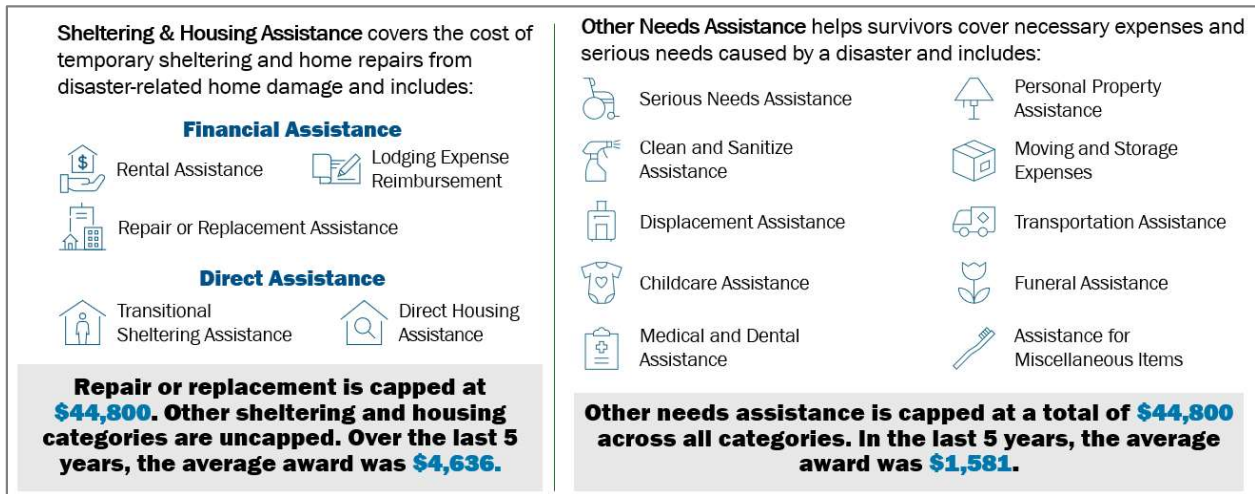 Sheltering & Housing Assistance covers the cost of
temporary sheltering and home repairs from
disaster-related home damage and includes:
Financial Assistance
Rental Assistance
Lodging Expense
Reimbursement
Repair or Replacement Assistance
Direct Assistance
Transitional
Sheltering Assistance
Direct Housing
Assistance
Repair or replacement is capped at
$44,800. Other sheltering and housing
categories are uncapped. Over the last 5
years, the average award was $4,636.
Other Needs Assistance helps survivors cover necessary expenses and
serious needs caused by a disaster and includes:
Serious Needs Assistance
Personal Property
Assistance
Clean and Sanitize
Assistance
Moving and Storage
Expenses
Displacement Assistance
Transportation Assistance
Childcare Assistance
Funeral Assistance
Medical and Dental
Assistance
Assistance for
Miscellaneous Items
Other needs assistance is capped at a total of $44,800
across all categories. In the last 5 years, the average
award was $1,581.